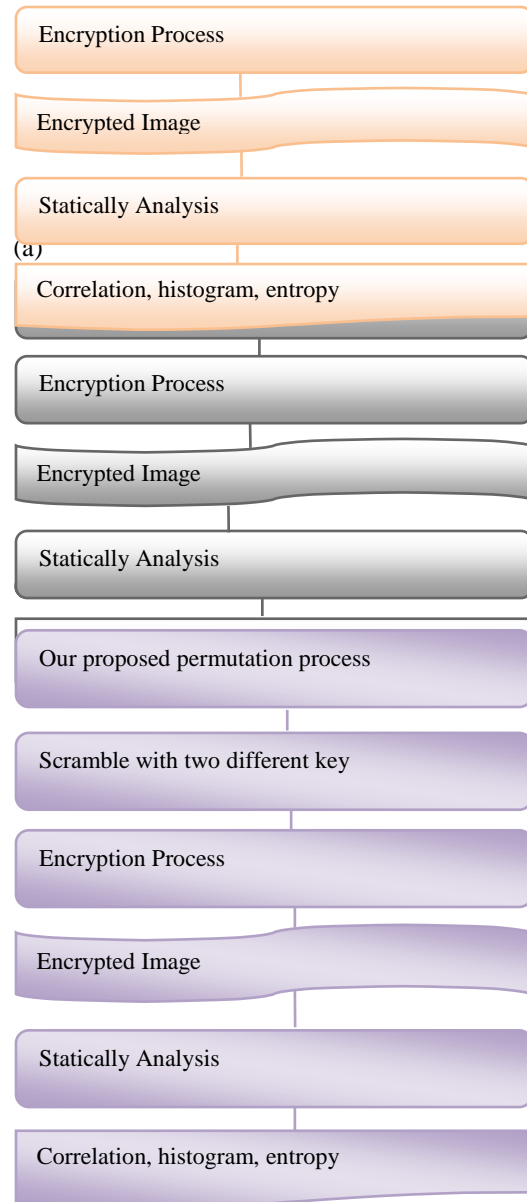 Encryption Process
Encrypted Image
Statically Analysis
(a)
Correlation, histogram, entropy
Encryption Process
Encrypted Image
Statically Analysis
Our proposed permutation process
Scramble with two different key
Encryption Process
Encrypted Image
Statically Analysis
Correlation, histogram, entropy